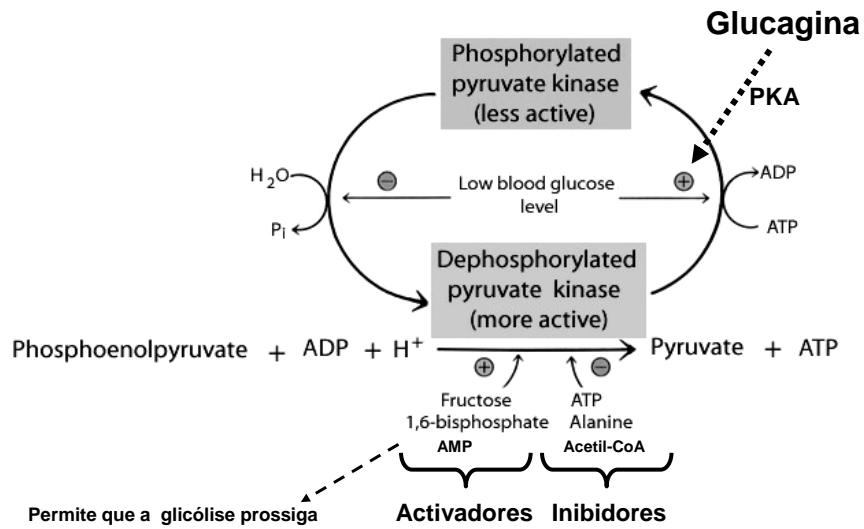 Glucagina
Phosphorylated
pyruvate kinase
(less active)
PKA
H₂O
Pi
−
Low blood glucose
level
+
ADP
ATP
Dephosphorylated
pyruvate kinase
(more active)
Phosphoenolpyruvate + ADP + H⁺
Pyruvate + ATP
+
−
Fructose
1,6-bisphosphate
AMP
ATP
Alanine
Acetil-CoA
Permite que a glicólise prossiga
Activadores
Inibidores